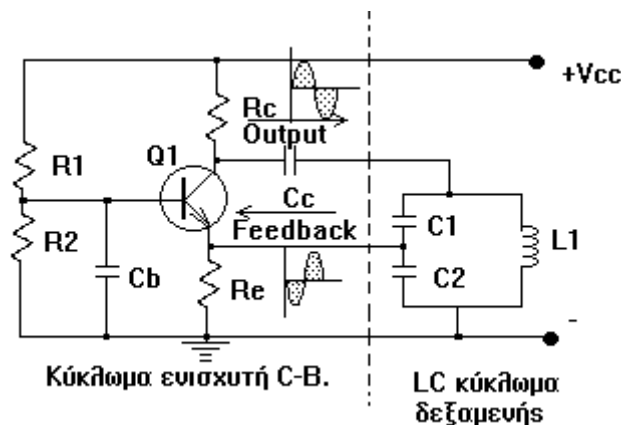 +Vcc
Rc
Output
R1
Q1
Cc
Feedback
C1
L1
R2
Cb
Re
C2
-
Κύκλωμα ενισχυτή C-B.
LC κύκλωμα
δεξαμενής